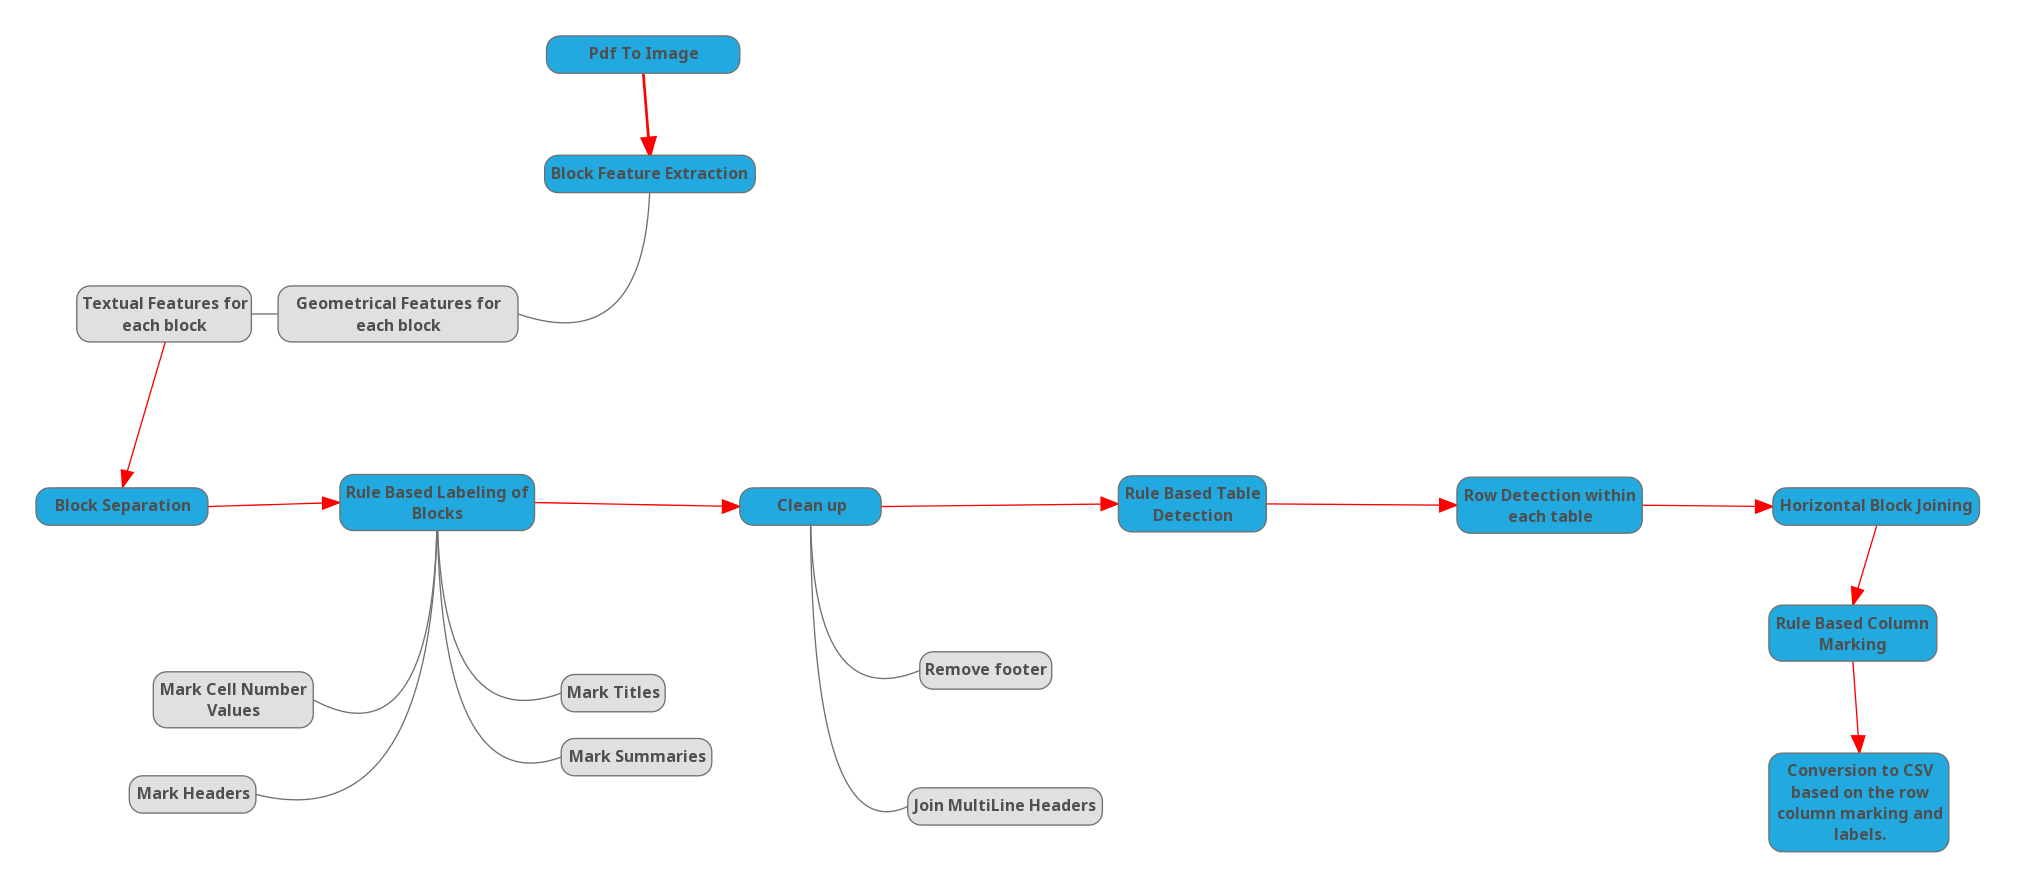 Pdf To Image
Block Feature Extraction
Textual Features for
each block
Geometrical Features for
each block
Block Separation
Rule Based Labeling of
Blocks
Clean up
Rule Based Table
Detection
Row Detection within
each table
Horizontal Block Joining
Rule Based Column
Marking
Mark Cell Number
Values
Mark Titles
Remove footer
Mark Summaries
Mark Headers
Join MultiLine Headers
Conversion to CSV
based on the row
column marking and
labels.